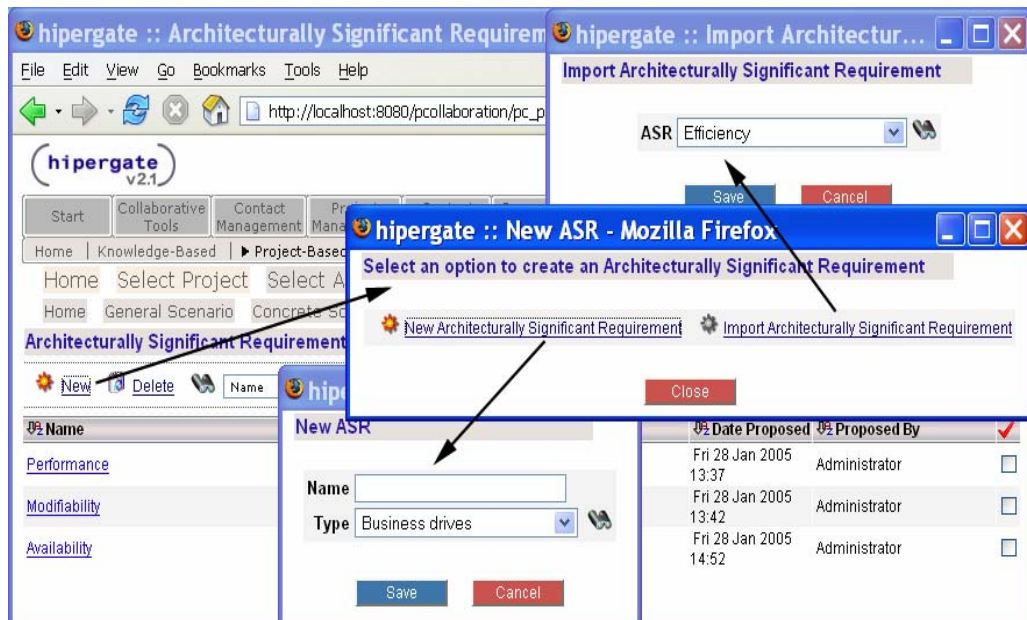 hipergate :: Architecturally Significant Requirem
File Edit View Go Bookmarks Tools Help
http://localhost:8080/pcollaboration/pc_p
hipergate
v2.1
Start
Collaborative Tools
Contact Management
Home | Knowledge-Based | Project-Based
Home Select Project Select A
Home General Scenario Concrete
Architecturally Significant Requirement
New Delete Name
Name Date Proposed Proposed By
Performance Fri 28 Jan 2005 13:37 Administrator
Modifiability Fri 28 Jan 2005 13:42 Administrator
Availability Fri 28 Jan 2005 14:52 Administrator
hipergate :: Import Architectur...
Import Architecturally Significant Requirement
ASR Efficiency
Save Cancel
hipergate :: New ASR - Mozilla Firefox
Select an option to create an Architecturally Significant Requirement
New Architecturally Significant Requirement Import Architecturally Significant Requirement
Close
hipe
New ASR
Name
Type Business drives
Save Cancel